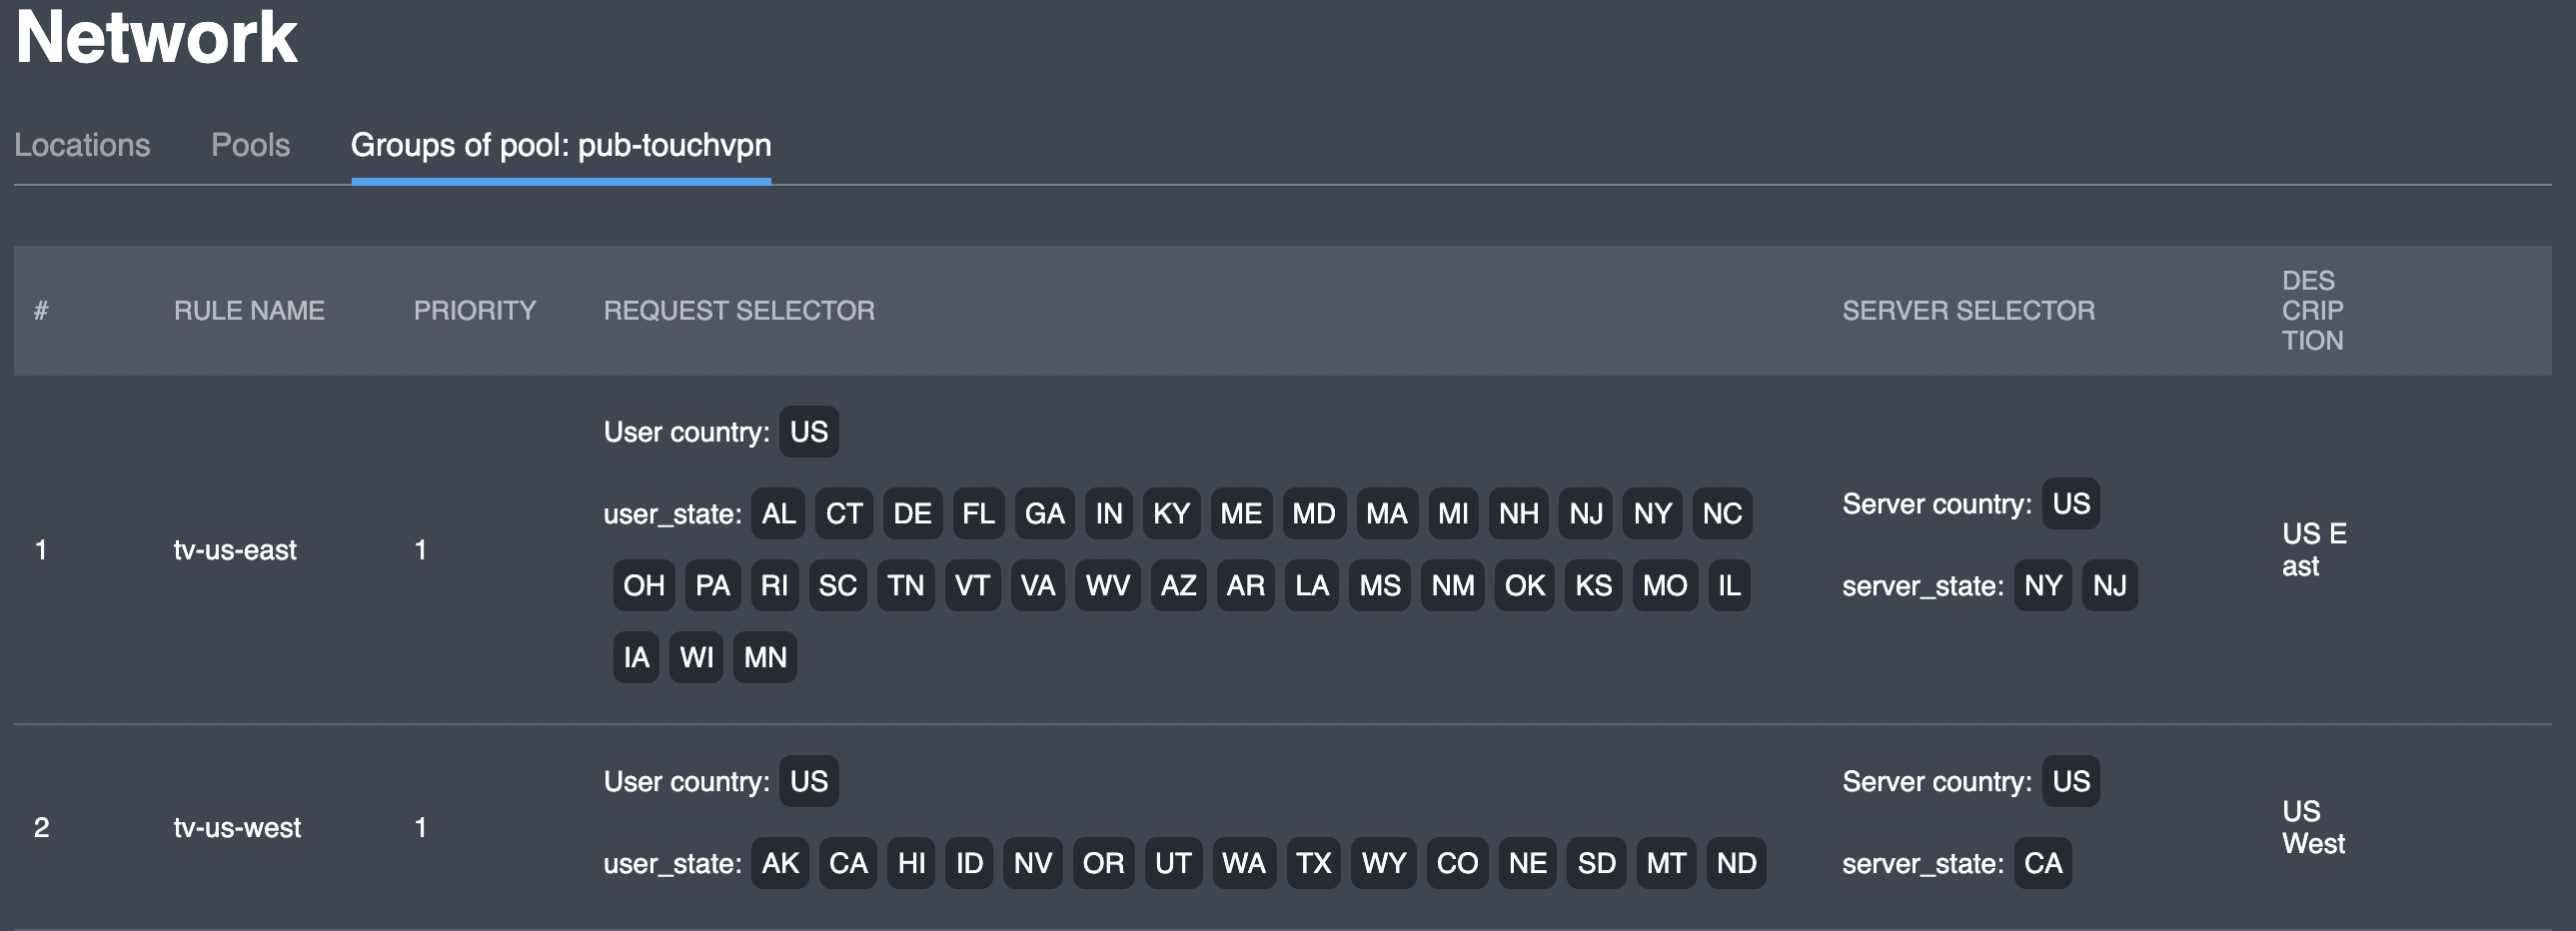 Network
Locations Pools Groups of pool: pub-touchvpn
# RULE NAME PRIORITY REQUEST SELECTOR SERVER SELECTOR DES
CRIP
TION
User country: US
user_state: AL CT DE FL GA IN KY ME MD MA MI NH NJ NY NC
OH PA RI SC TN VT VA WV AZ AR LA MS NM OK KS MO IL
IA WI MN
1 tv-us-east 1
Server country: US
server_state: NY NJ
US E
ast
User country: US
user_state: AK CA HI ID NV OR UT WA TX WY CO NE SD MT ND
2 tv-us-west 1
Server country: US
server_state: CA
US
West